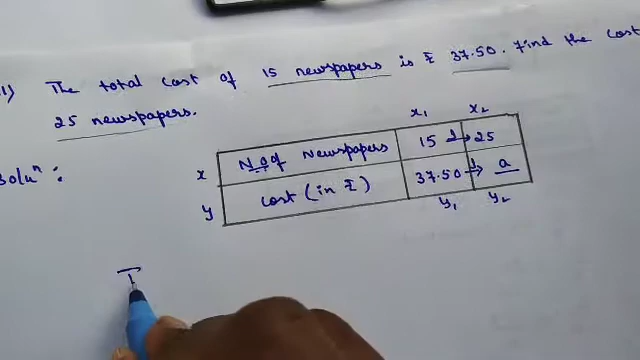 1) The total cost of 15 newspapers is ₹ 37.50. Find the cost
25 newspapers.
Soluⁿ :
x₁ x₂
x No. of Newspapers 15 25
y Cost (in ₹) 37.50 a
y₁ y₂